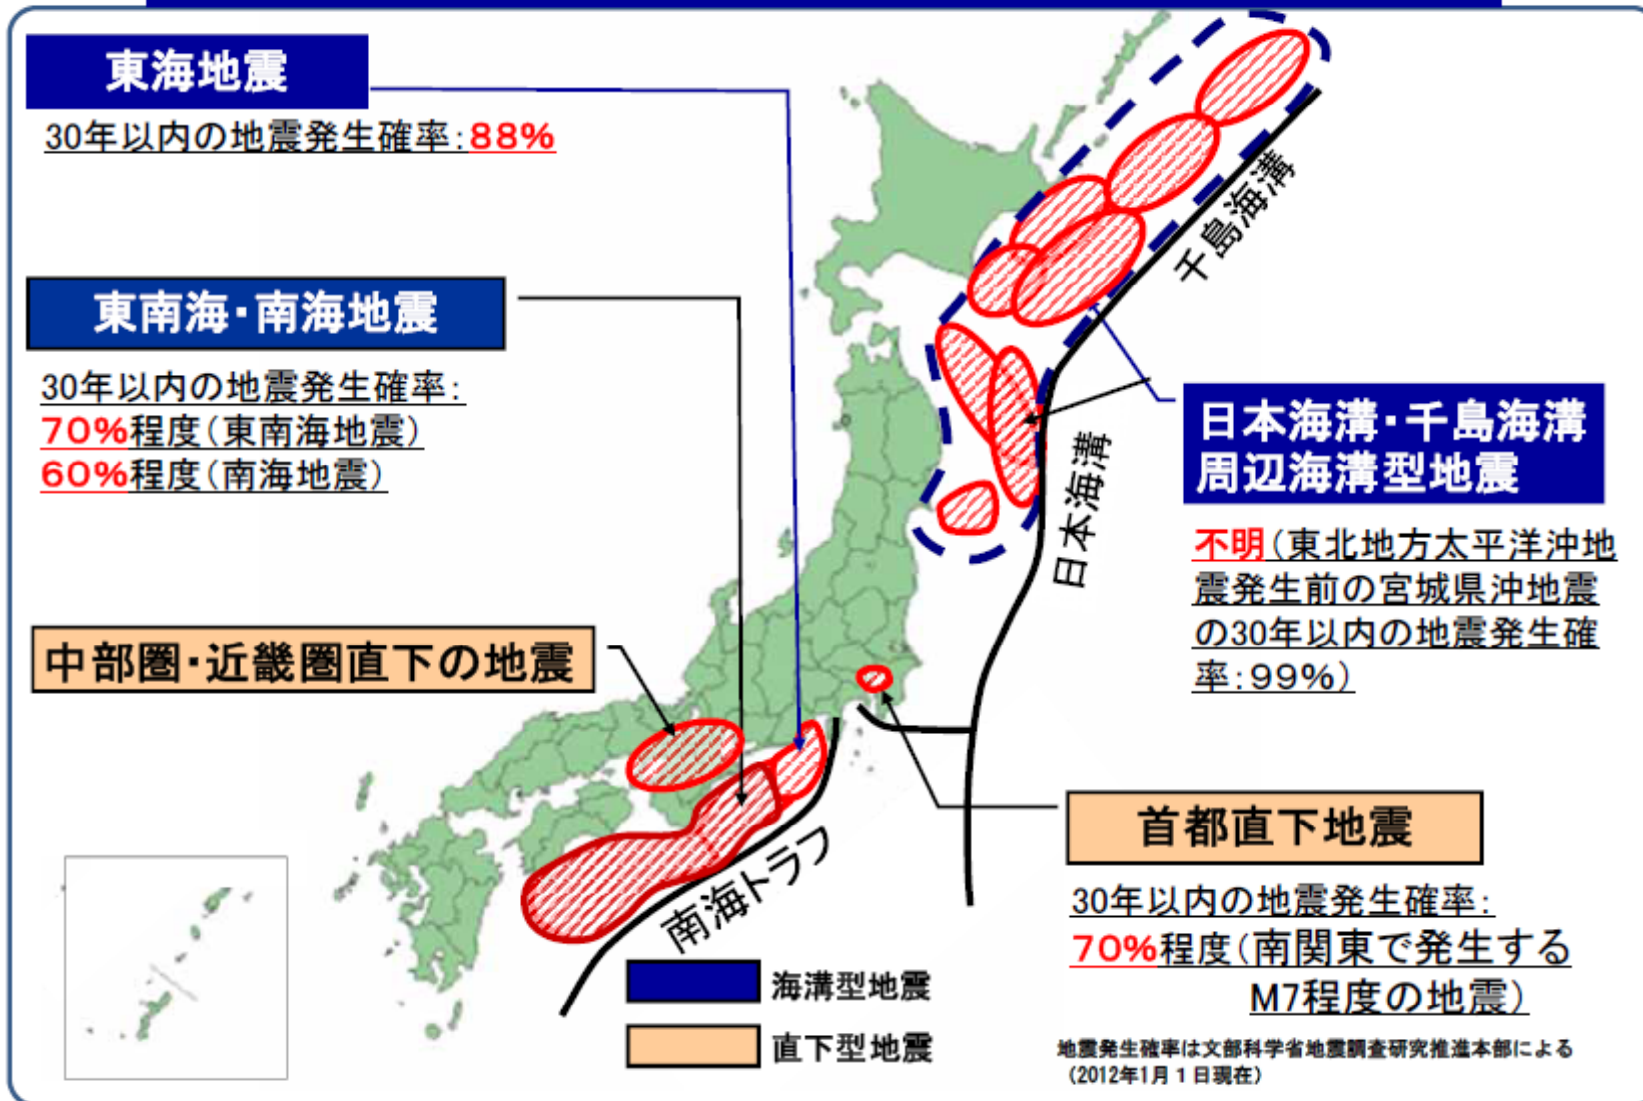 東海地震
30年以内の地震発生確率:88%
東南海・南海地震
30年以内の地震発生確率:
70%程度(東南海地震)
60%程度(南海地震)
中部圏・近畿圏直下の地震
千島海溝
日本海溝
日本海溝・千島海溝
周辺海溝型地震
不明(東北地方太平洋沖地
震発生前の宮城県沖地震
の30年以内の地震発生確
率:99%)
南海トラフ
首都直下地震
30年以内の地震発生確率:
70%程度(南関東で発生する
M7程度の地震)
海溝型地震
直下型地震
地震発生確率は文部科学省地震調査研究推進本部による
(2012年1月1日現在)